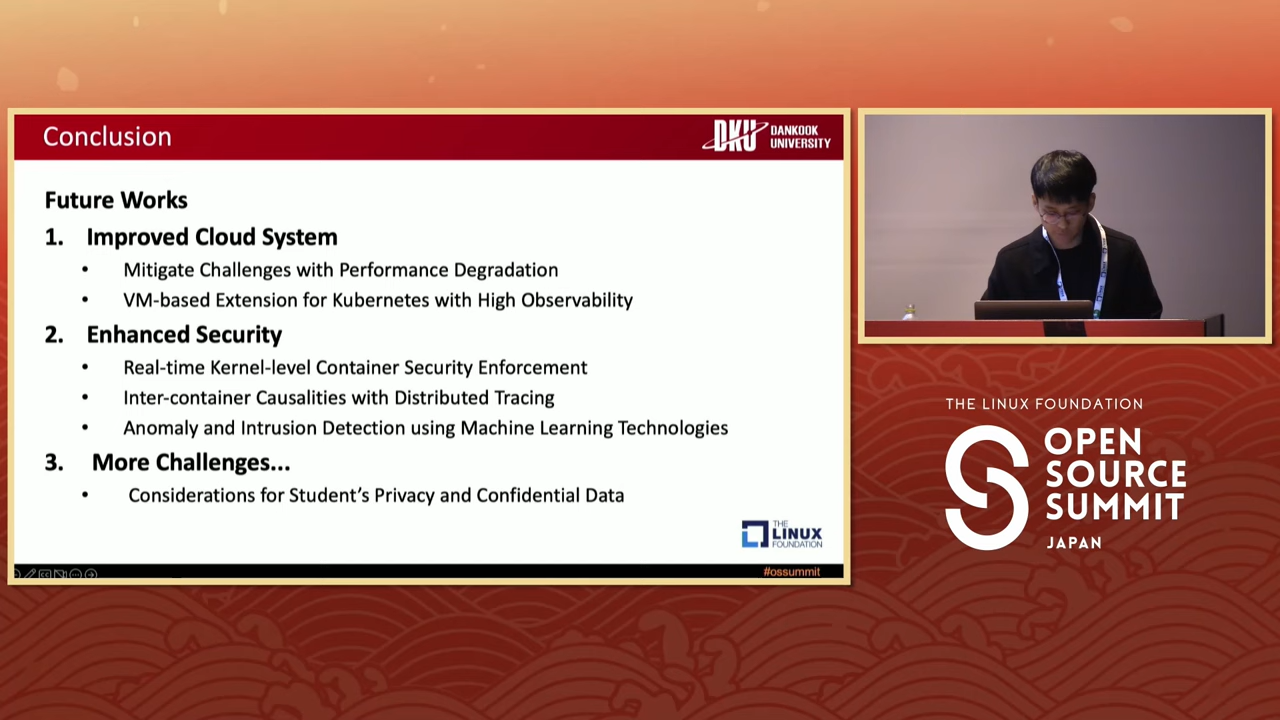 Conclusion
DKU DANKOOK UNIVERSITY
Future Works
1. Improved Cloud System
• Mitigate Challenges with Performance Degradation
• VM-based Extension for Kubernetes with High Observability
2. Enhanced Security
• Real-time Kernel-level Container Security Enforcement
• Inter-container Causalities with Distributed Tracing
• Anomaly and Intrusion Detection using Machine Learning Technologies
3. More Challenges...
• Considerations for Student's Privacy and Confidential Data
THE
LINUX
FOUNDATION
#ossummit
THE LINUX FOUNDATION
OPEN
SOURCE
SUMMIT
JAPAN